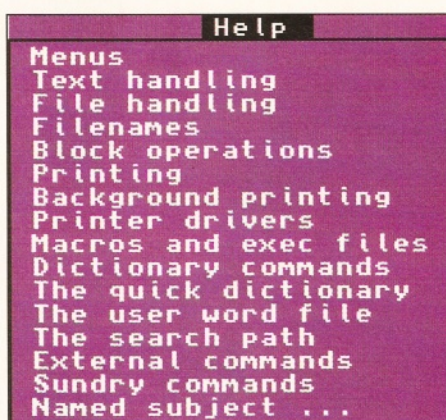 Help
Menus
Text handling
File handling
Filenames
Block operations
Printing
Background printing
Printer drivers
Macros and exec files
Dictionary commands
The quick dictionary
The user word file
The search path
External commands
Sundry commands
Named subject ...